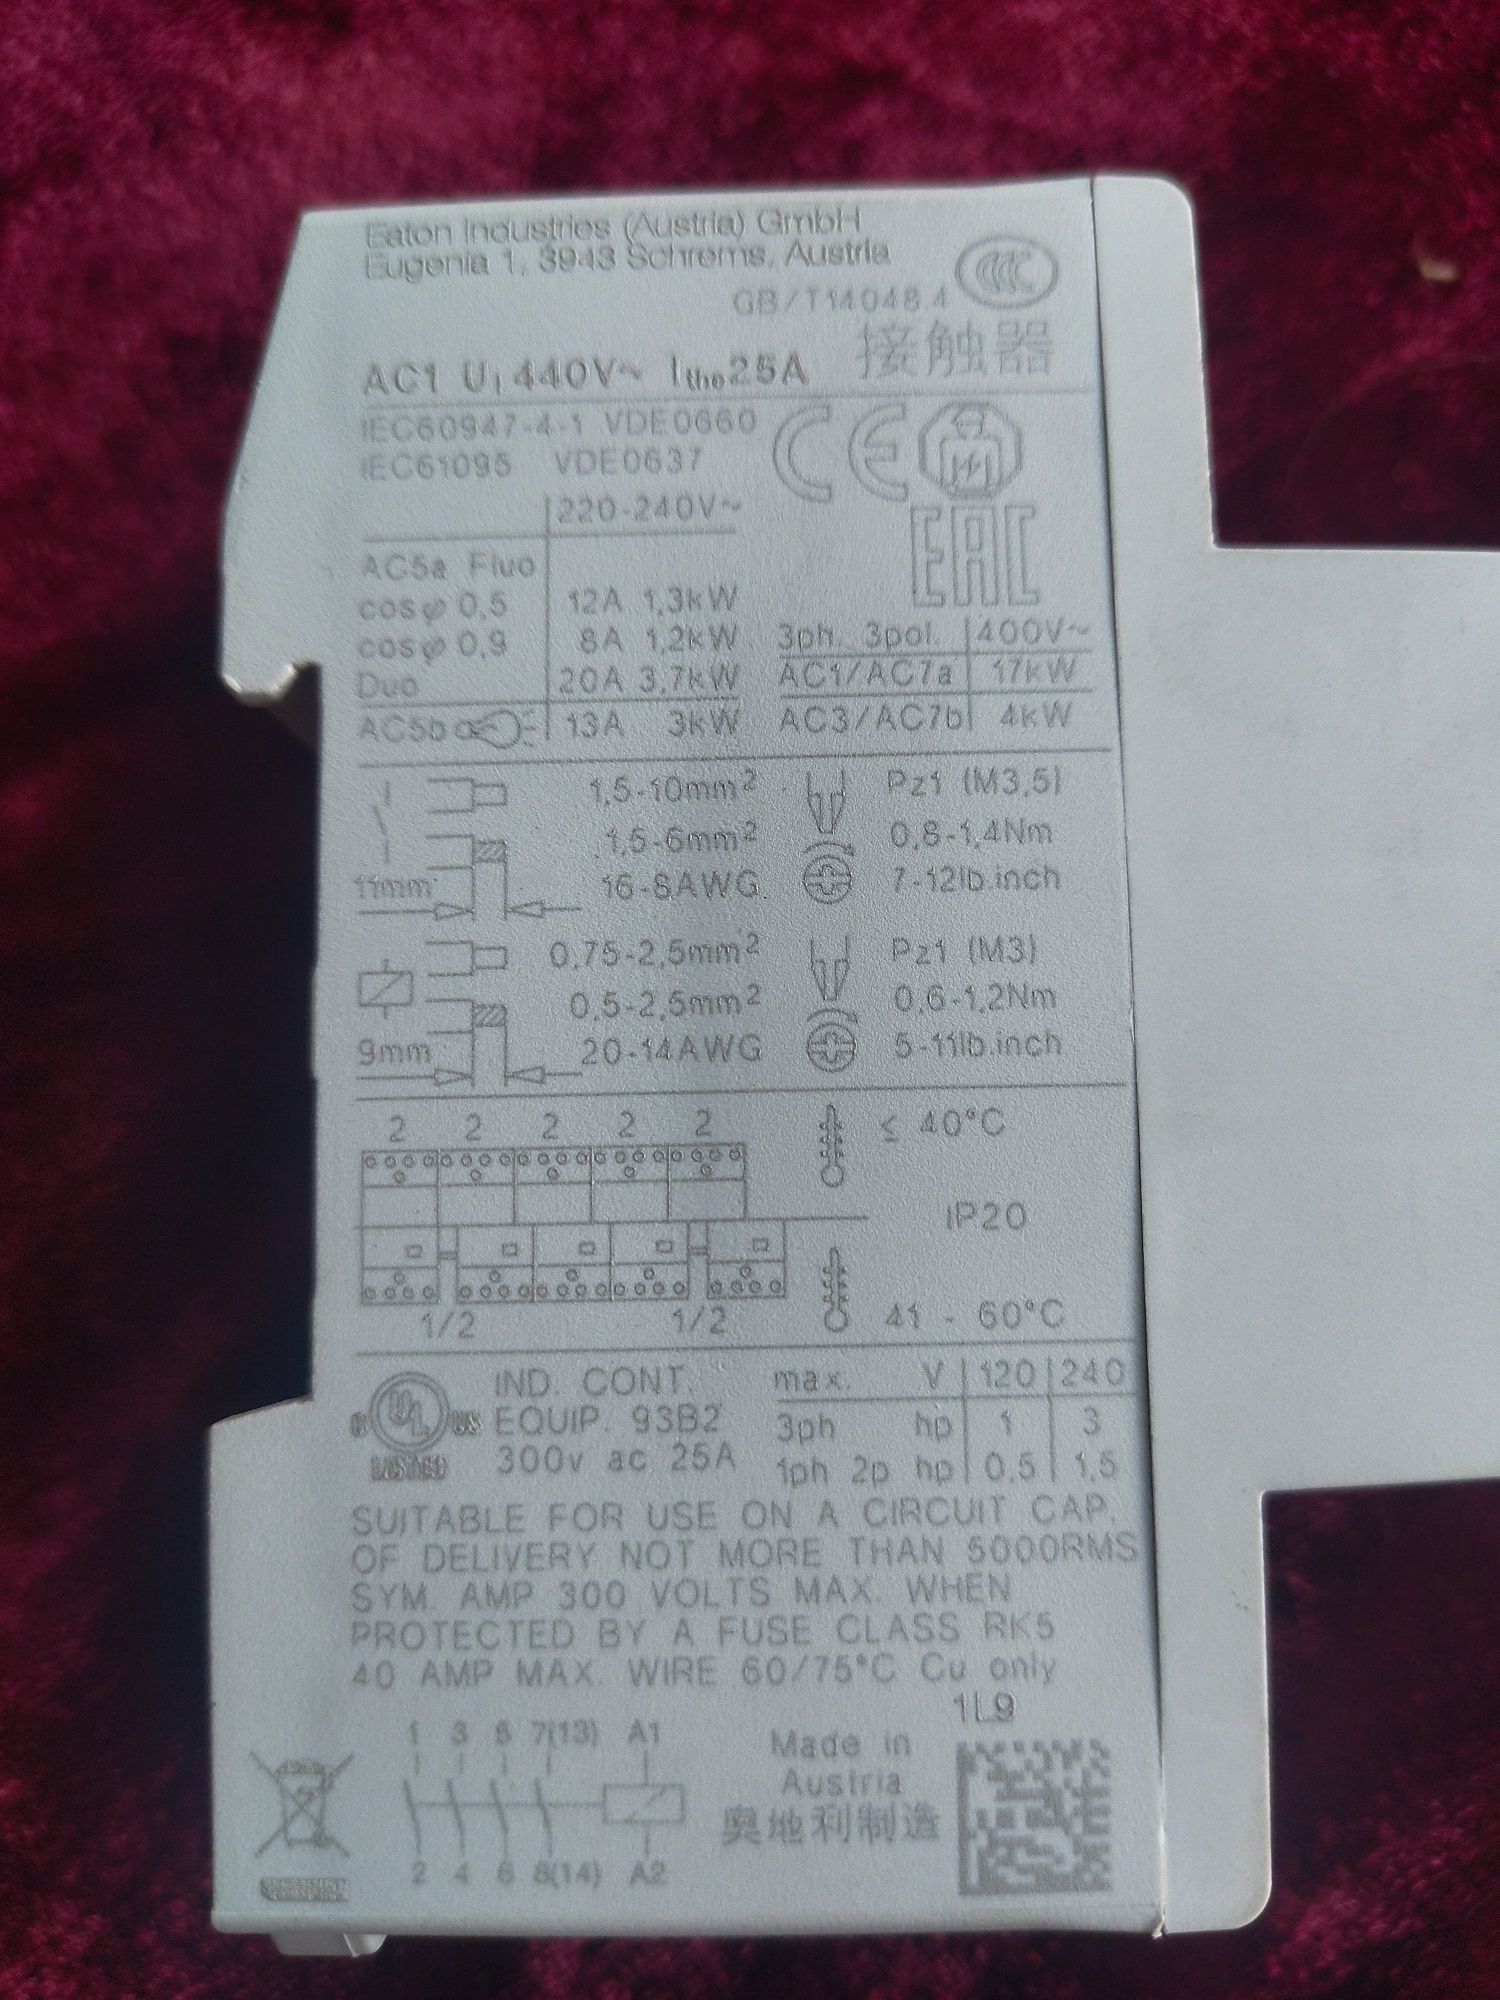 Eaton Industries (Austria) GmbH
Eugenia 1, 3943 Schrems, Austria
GB/T14048.4
接触器
AC1 Ui 440V~ Ithe 25A
IEC60947-4-1 VDE0660
IEC61095 VDE0637
CE
EAC
220-240V~
AC5a Fluo
cosφ 0,5 12A 1,3kW
cosφ 0,9 8A 1,2kW
Duo 20A 3,7kW
AC5b 13A 3kW
3ph. 3pol. 400V~
AC1/AC7a 17kW
AC3/AC7b 4kW
1,5-10mm² Pz1 (M3,5)
1,5-6mm² 0,8-1,4Nm
11mm 16-8AWG 7-12lb.inch
0,75-2,5mm² Pz1 (M3)
0,5-2,5mm² 0,6-1,2Nm
9mm 20-14AWG 5-11lb.inch
2 2 2 2 2 ≤ 40°C
IP20
1/2 1/2 41 - 60°C
UL US LISTED
IND. CONT.
EQUIP. 93B2
300v ac 25A
max. V 120 240
3ph hp 1 3
1ph 2p hp 0,5 1,5
SUITABLE FOR USE ON A CIRCUIT CAP.
OF DELIVERY NOT MORE THAN 5000RMS
SYM. AMP 300 VOLTS MAX. WHEN
PROTECTED BY A FUSE CLASS RK5
40 AMP MAX. WIRE 60/75°C Cu only
1L9
1 3 5 7(13) A1
2 4 6 8(14) A2
Made in
Austria
奥地利制造